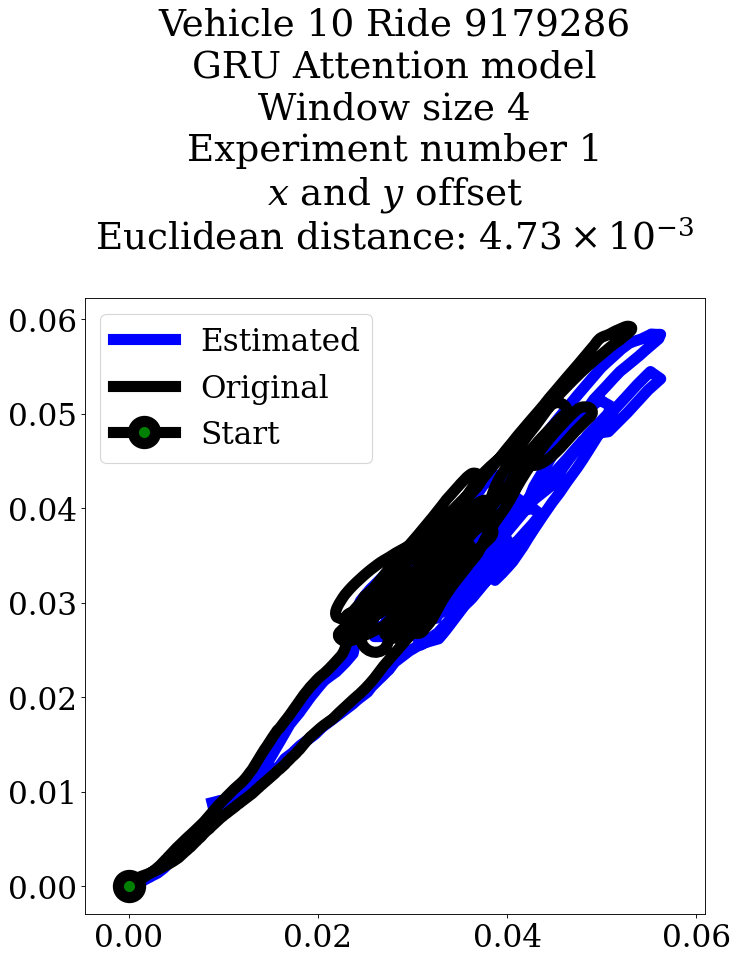 Vehicle 10 Ride 9179286
GRU Attention model
Window size 4
Experiment number 1
x and y offset
Euclidean distance: 4.73 × 10⁻³
Estimated
Original
Start
0.06
0.05
0.04
0.03
0.02
0.01
0.00
0.00 0.02 0.04 0.06